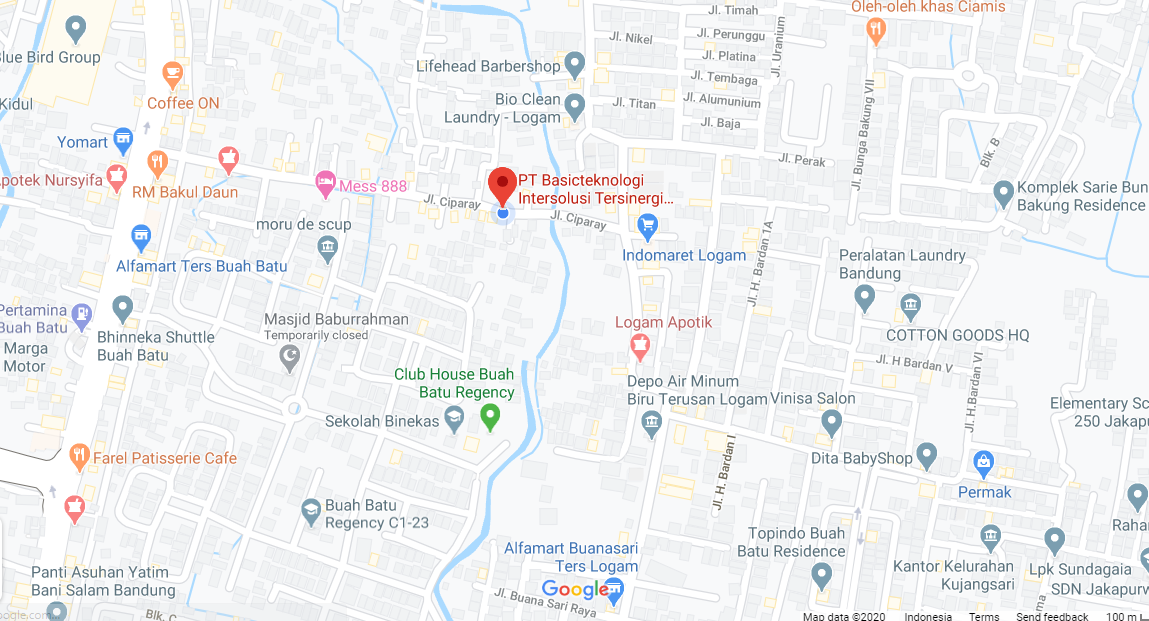 Jl. Timah
Oleh-oleh khas Ciamis
Jl. Nikel
Jl. Perunggu
Jl. Uranium
Blue Bird Group
Jl. Platina
Lifehead Barbershop
Jl. Tembaga
Coffee ON
Kidul
Bio Clean
Laundry - Logam
Jl. Titan
Jl. Alumunium
Jl. Baja
Jl. Bunga Bakung VII
Yomart
Blk. B
Jl. Perak
Apotek Nursyifa
RM Bakul Daun
Mess 888
PT Basicteknologi
Intersolusi Tersinergi...
Komplek Sarie Bun
Bakung Residence
Jl. Ciparay
Jl. Ciparay
moru de scup
Indomaret Logam
Jl. H. Bardan 1A
Alfamart Ters Buah Batu
Peralatan Laundry
Bandung
Pertamina
Buah Batu
Masjid Baburrahman
Temporarily closed
Logam Apotik
Bhinneka Shuttle
Buah Batu
COTTON GOODS HQ
Marga
Motor
Jl. H Bardan V
Jl. H.Bardan VI
Club House Buah
Batu Regency
Depo Air Minum
Biru Terusan Logam
Vinisa Salon
Elementary Sc
250 Jakapu
Sekolah Binekas
Farel Patisserie Cafe
Jl. H. Bardan I
Dita BabyShop
Permak
Buah Batu
Regency C1-23
Rahar
Topindo Buah
Batu Residence
Alfamart Buanasari
Ters Logam
Kantor Kelurahan
Kujangsari
Lpk Sundagaia
SDN Jakapurw
Panti Asuhan Yatim
Bani Salam Bandung
Google
Jl. Buana Sari Raya
Blk. C
ogle.com
Map data ©2020
Indonesia
Terms
Send feedback
100 m